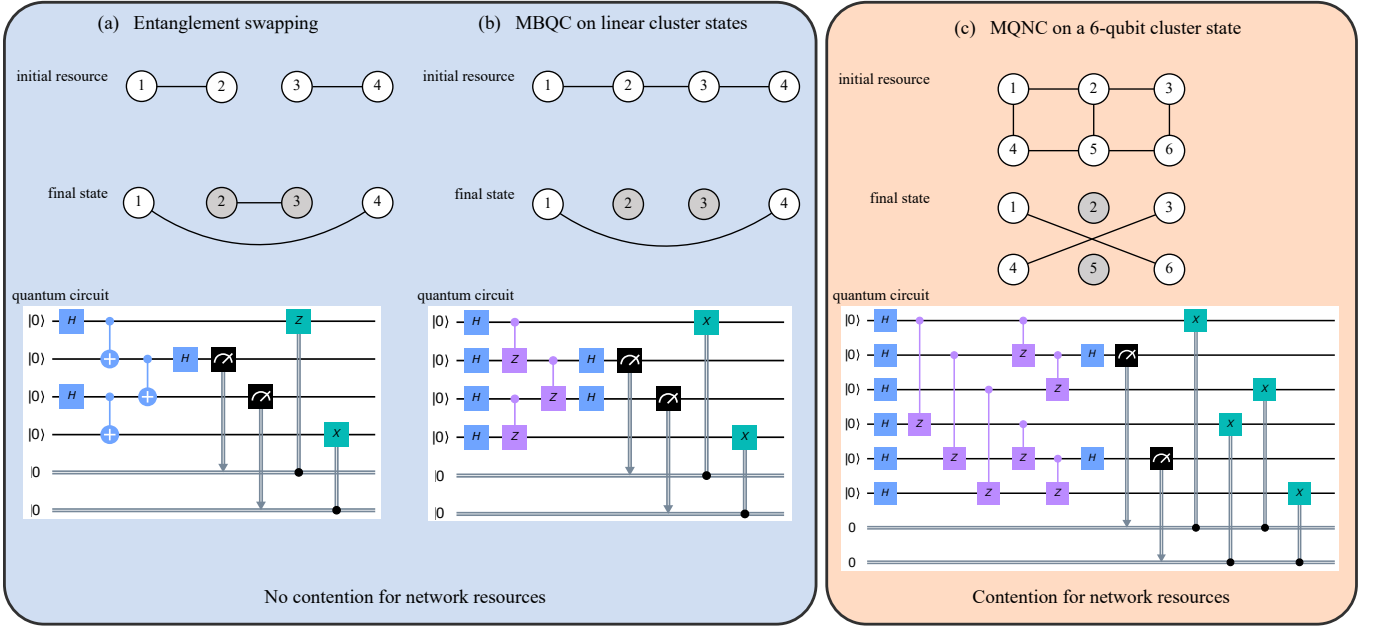 (a) Entanglement swapping
initial resource
1 2 3 4
final state
1 2 3 4
quantum circuit
|0⟩ H Z
|0⟩ H
|0⟩ H
|0⟩ X
|0
|0
(b) MBQC on linear cluster states
initial resource
1 2 3 4
final state
1 2 3 4
quantum circuit
|0⟩ H X
|0⟩ H Z H
|0⟩ H Z H
|0⟩ H Z X
|0
|0
No contention for network resources
(c) MQNC on a 6-qubit cluster state
initial resource
1 2 3
4 5 6
final state
1 2 3
4 5 6
quantum circuit
|0⟩ H X
|0⟩ H Z H
|0⟩ H Z X
|0⟩ H Z X
|0⟩ H Z Z H
|0⟩ H Z Z X
0
0
Contention for network resources